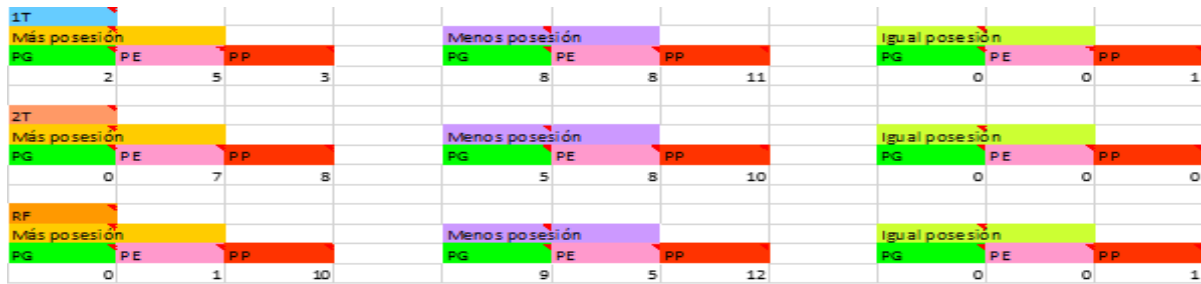 1T
Más posesión Menos posesión Igual posesión
PG PE PP PG PE PP PG PE PP
2 5 3 8 8 11 0 0 1
2T
Más posesión Menos posesión Igual posesión
PG PE PP PG PE PP PG PE PP
0 7 8 5 8 10 0 0 0
RF
Más posesión Menos posesión Igual posesión
PG PE PP PG PE PP PG PE PP
0 1 10 9 5 12 0 0 1